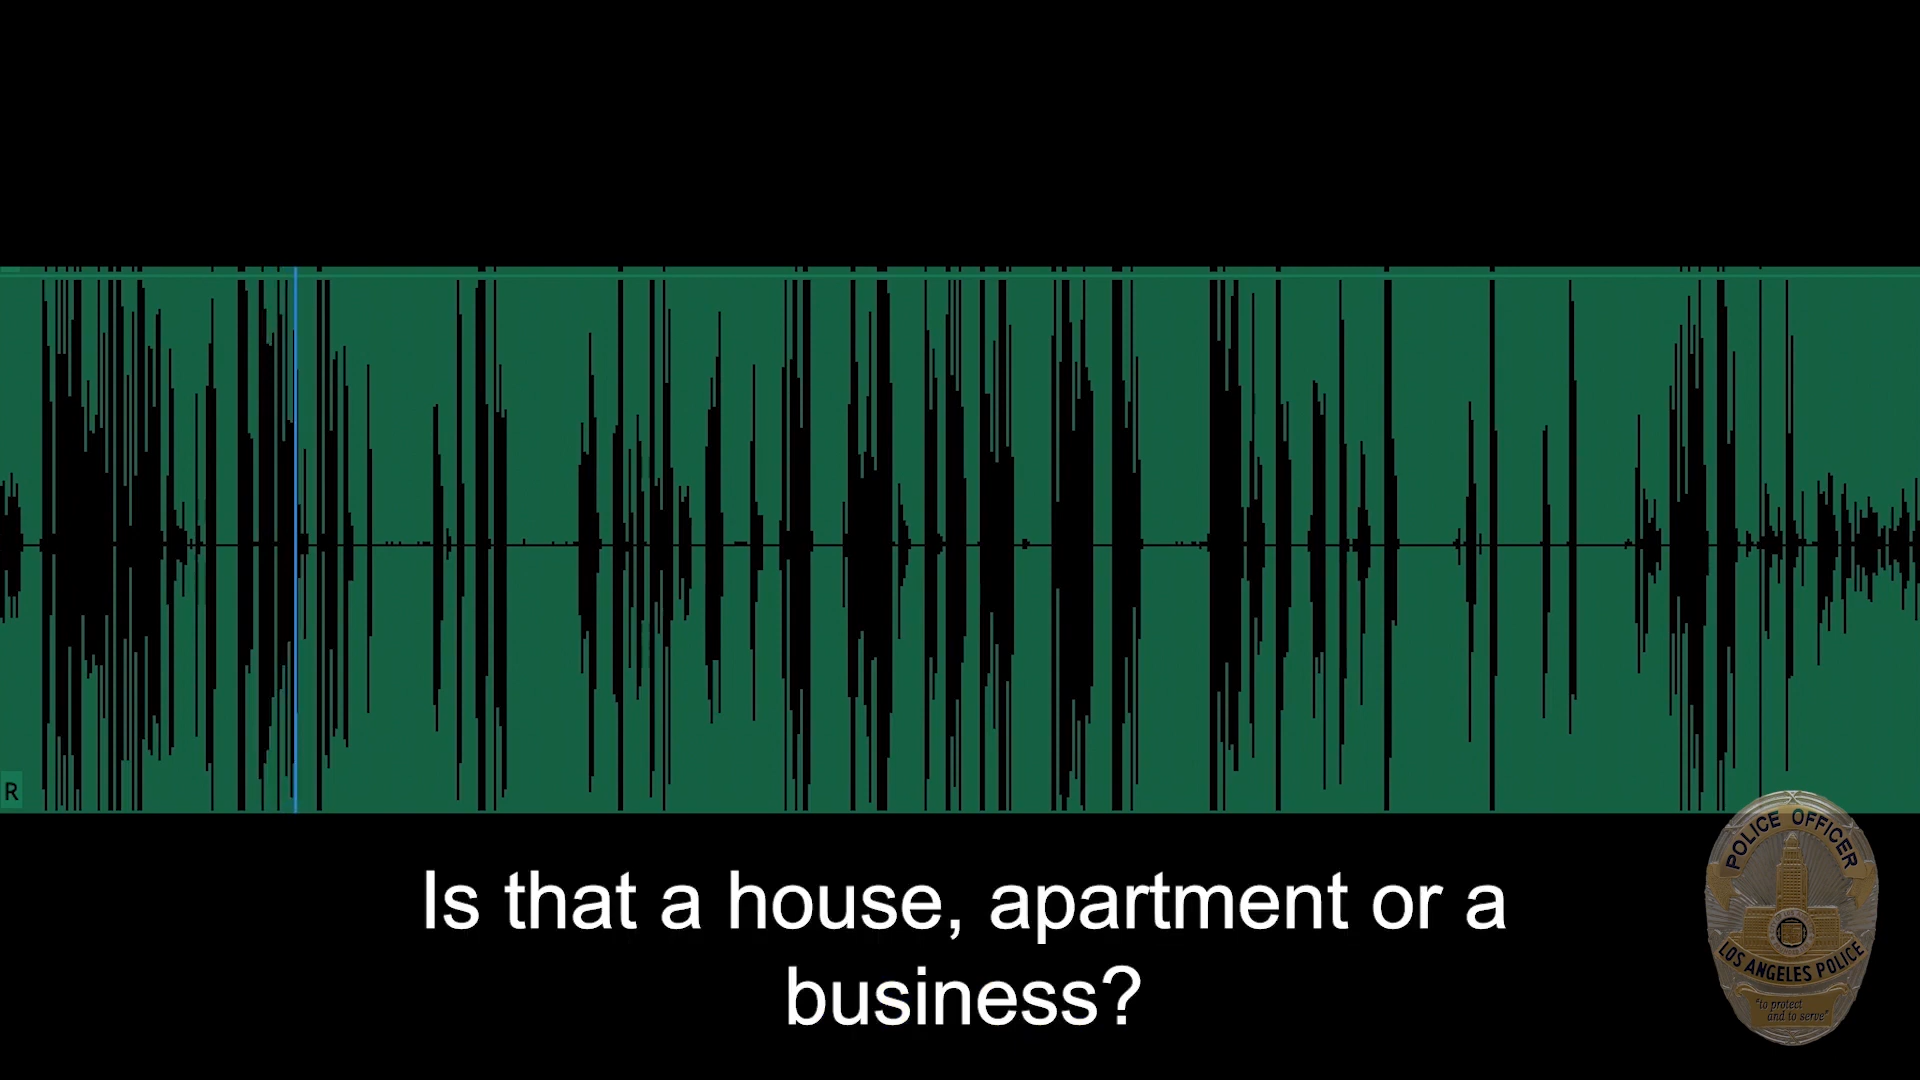 R
Is that a house, apartment or a
business?
POLICE OFFICER
LOS ANGELES POLICE
"to protect
and to serve"